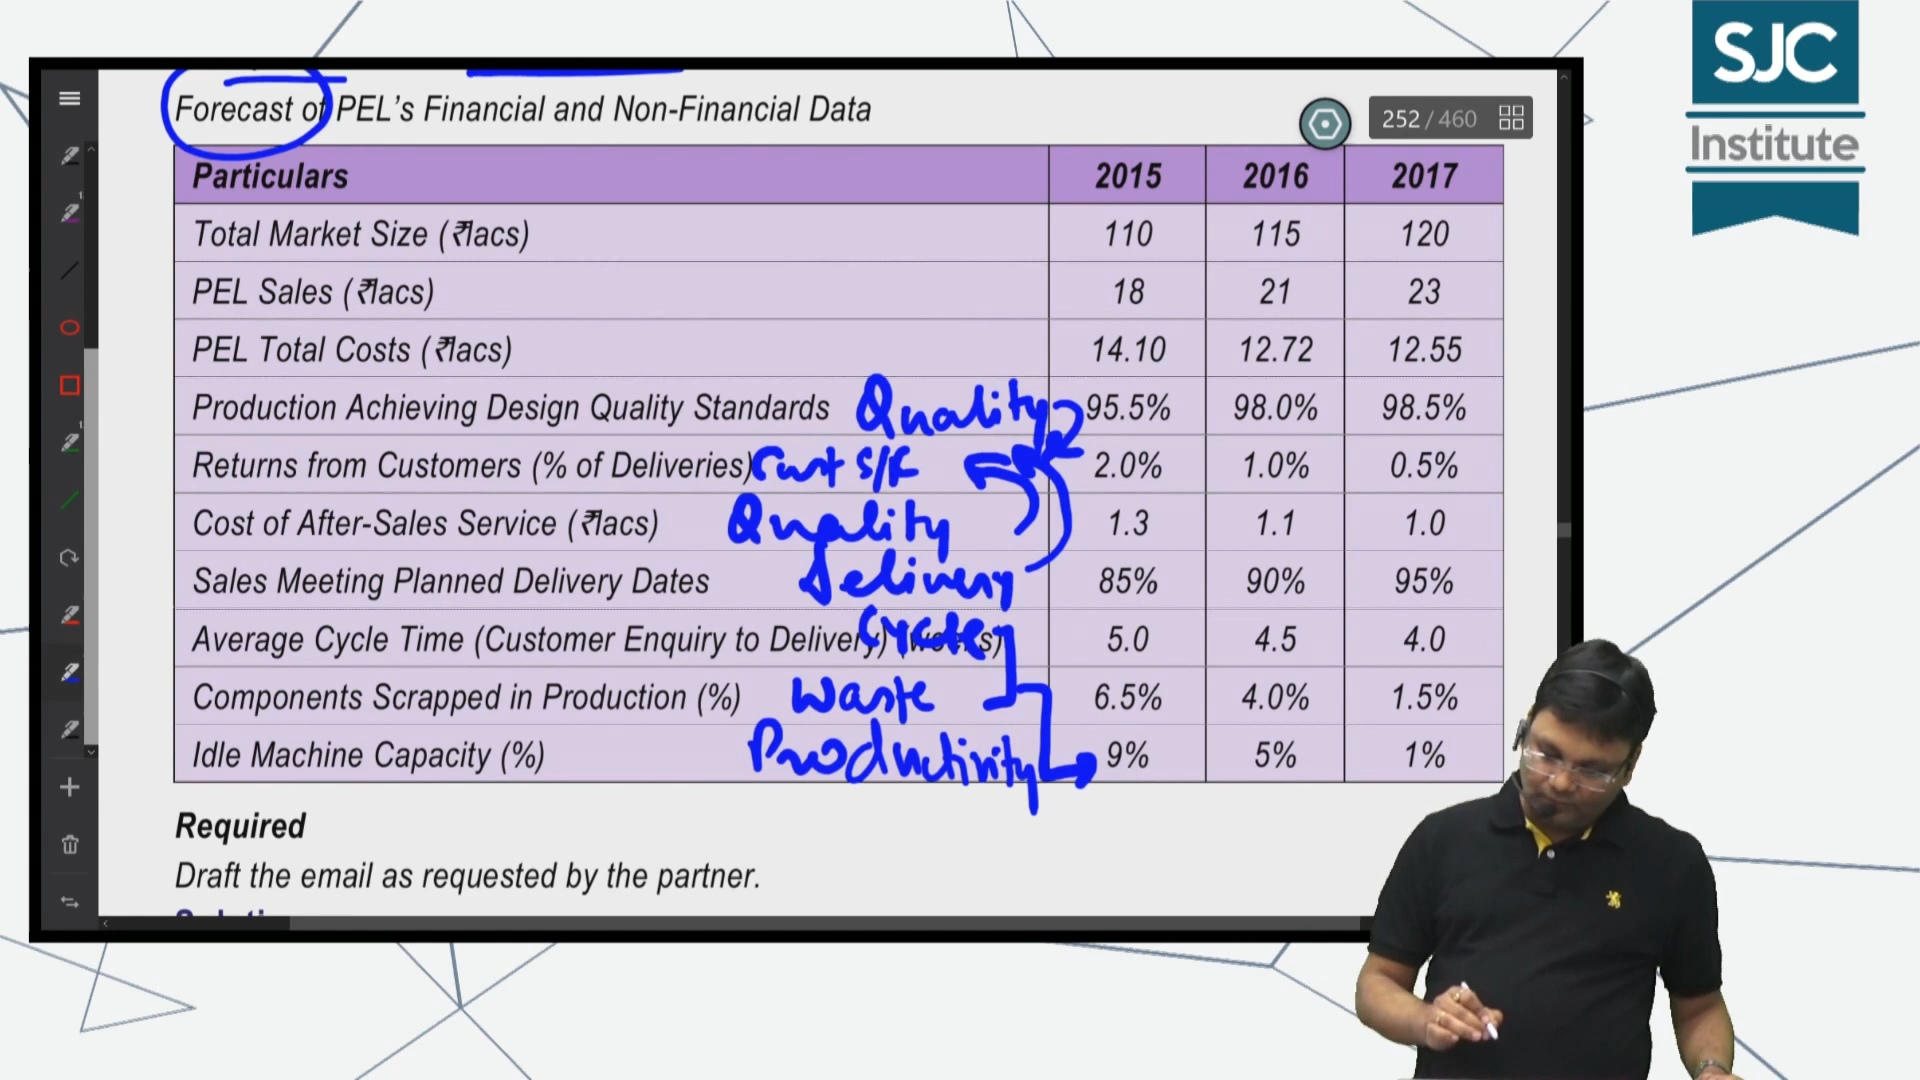 SJC
Institute
Forecast of PEL's Financial and Non-Financial Data
252 / 460
Particulars 2015 2016 2017
Total Market Size (₹lacs) 110 115 120
PEL Sales (₹lacs) 18 21 23
PEL Total Costs (₹lacs) 14.10 12.72 12.55
Production Achieving Design Quality Standards Quality 95.5% 98.0% 98.5%
Returns from Customers (% of Deliveries) Cust S/F 2.0% 1.0% 0.5%
Cost of After-Sales Service (₹lacs) Quality 1.3 1.1 1.0
Sales Meeting Planned Delivery Dates Delivery 85% 90% 95%
Average Cycle Time (Customer Enquiry to Delivery) (weeks) Cycle 5.0 4.5 4.0
Components Scrapped in Production (%) Waste 6.5% 4.0% 1.5%
Idle Machine Capacity (%) Productivity 9% 5% 1%
Required
Draft the email as requested by the partner.